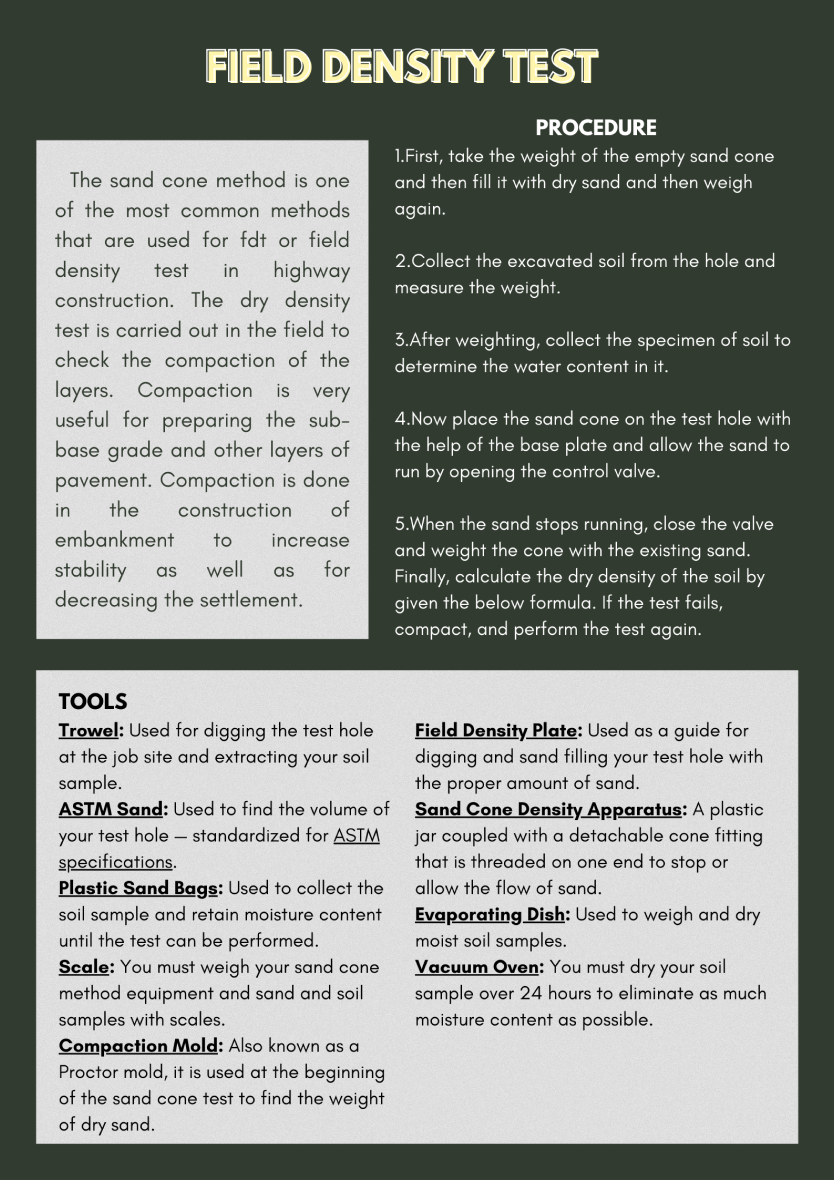 FIELD DENSITY TEST
The sand cone method is one
of the most common methods
that are used for fdt or field
density test in highway
construction. The dry density
test is carried out in the field to
check the compaction of the
layers. Compaction is very
useful for preparing the sub-
base grade and other layers of
pavement. Compaction is done
in the construction of
embankment to increase
stability as well as for
decreasing the settlement.
PROCEDURE
1.First, take the weight of the empty sand cone
and then fill it with dry sand and then weigh
again.
2.Collect the excavated soil from the hole and
measure the weight.
3.After weighting, collect the specimen of soil to
determine the water content in it.
4.Now place the sand cone on the test hole with
the help of the base plate and allow the sand to
run by opening the control valve.
5.When the sand stops running, close the valve
and weight the cone with the existing sand.
Finally, calculate the dry density of the soil by
given the below formula. If the test fails,
compact, and perform the test again.
TOOLS
Trowel: Used for digging the test hole
at the job site and extracting your soil
sample.
ASTM Sand: Used to find the volume of
your test hole — standardized for ASTM
specifications.
Plastic Sand Bags: Used to collect the
soil sample and retain moisture content
until the test can be performed.
Scale: You must weigh your sand cone
method equipment and sand and soil
samples with scales.
Compaction Mold: Also known as a
Proctor mold, it is used at the beginning
of the sand cone test to find the weight
of dry sand.
Field Density Plate: Used as a guide for
digging and sand filling your test hole with
the proper amount of sand.
Sand Cone Density Apparatus: A plastic
jar coupled with a detachable cone fitting
that is threaded on one end to stop or
allow the flow of sand.
Evaporating Dish: Used to weigh and dry
moist soil samples.
Vacuum Oven: You must dry your soil
sample over 24 hours to eliminate as much
moisture content as possible.